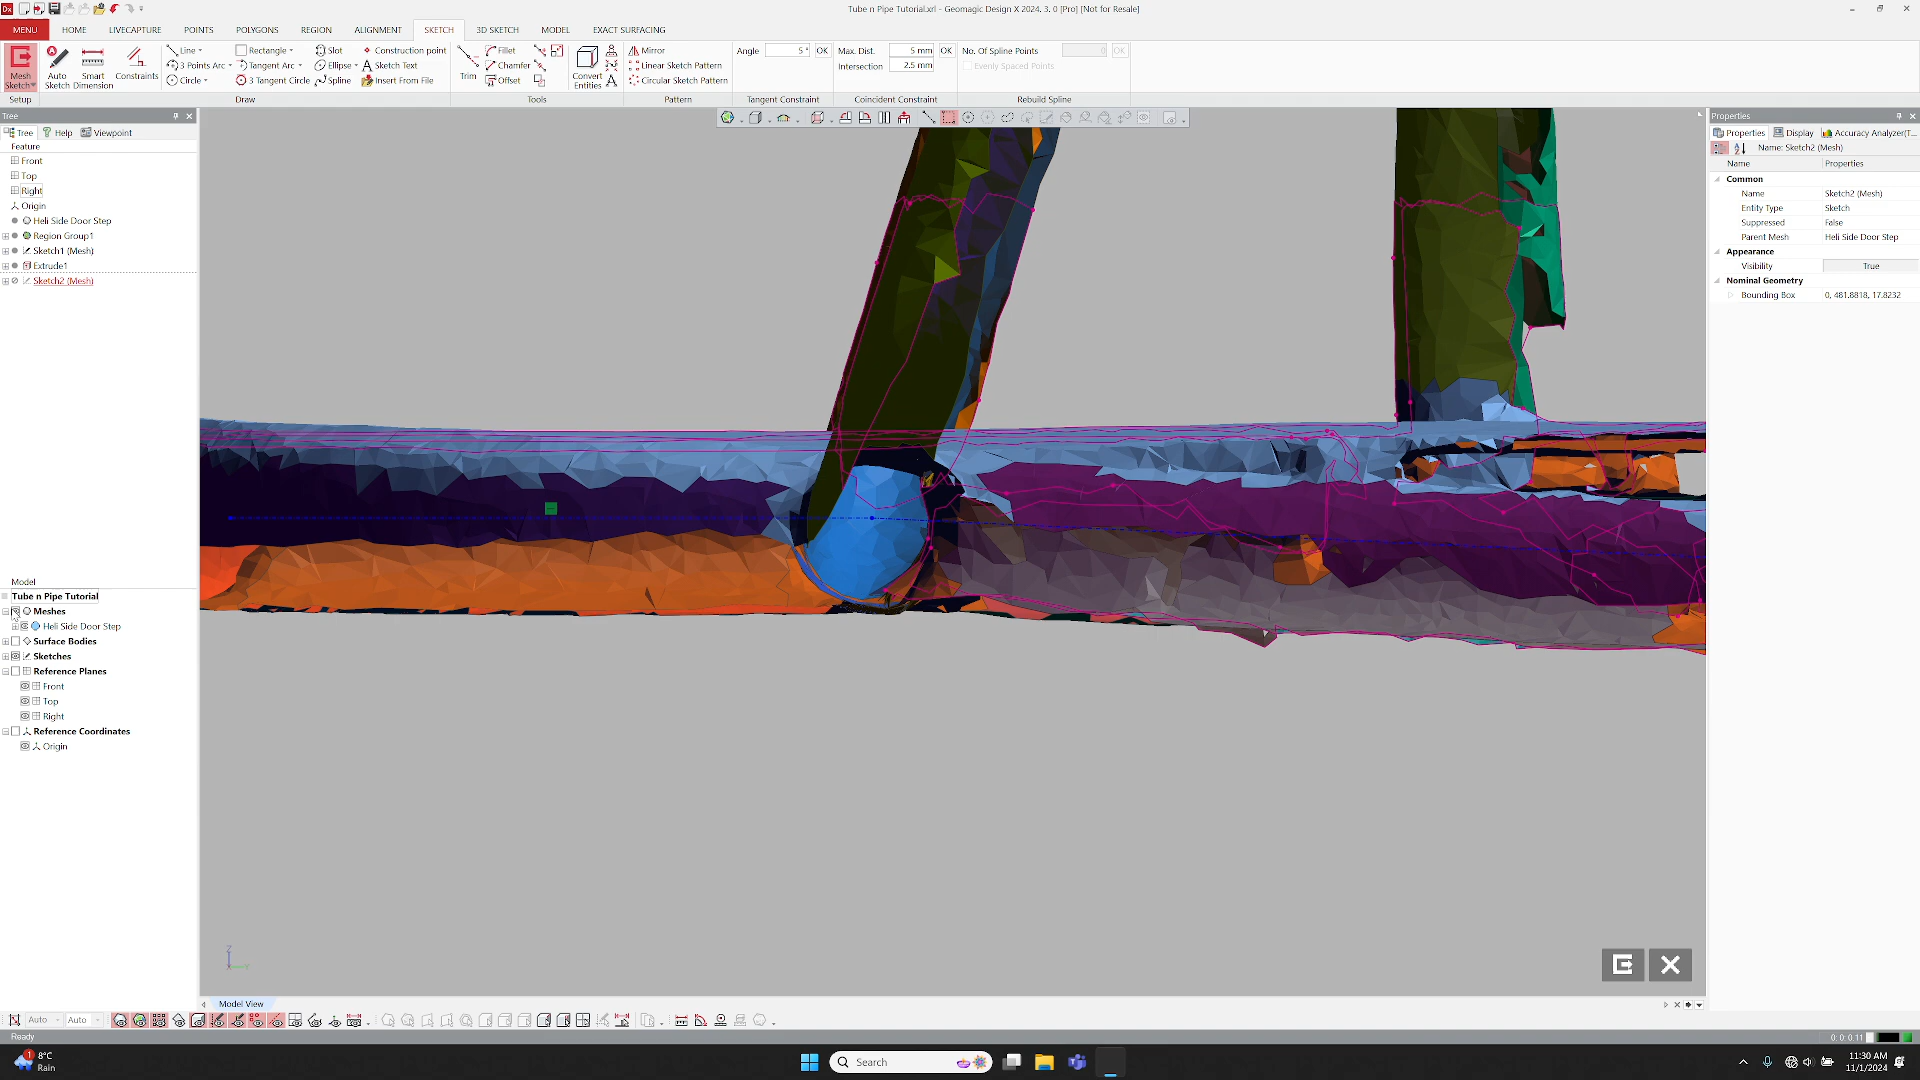 Tube n Pipe Tutorial.xrl - Geomagic Design X 2024. 3. 0 [Pro] [Not for Resale]
MENU HOME LIVECAPTURE POINTS POLYGONS REGION ALIGNMENT SKETCH 3D SKETCH MODEL EXACT SURFACING
Line Rectangle Slot Construction point Fillet Mirror Angle 5 ° OK Max. Dist. 5 mm OK No. Of Spline Points 0 OK
3 Points Arc Tangent Arc Ellipse Sketch Text Chamfer Linear Sketch Pattern Intersection 2.5 mm Evenly Spaced Points
Mesh Sketch Auto Sketch Smart Dimension Constraints Circle 3 Tangent Circle Spline Insert From File Trim Offset Convert Entities Circular Sketch Pattern
Setup Draw Tools Pattern Tangent Constraint Coincident Constraint Rebuild Spline
Tree
Tree Help Viewpoint
Feature
Front
Top
Right
Origin
Heli Side Door Step
Region Group1
Sketch1 (Mesh)
Extrude1
Sketch2 (Mesh)
Model
Tube n Pipe Tutorial
Meshes
Heli Side Door Step
Surface Bodies
Sketches
Reference Planes
Front
Top
Right
Reference Coordinates
Origin
Z
Y
Properties
Properties Display Accuracy Analyzer(T...
Name: Sketch2 (Mesh)
Name Properties
Common
Name Sketch2 (Mesh)
Entity Type Sketch
Suppressed False
Parent Mesh Heli Side Door Step
Appearance
Visibility True
Nominal Geometry
Bounding Box 0, 481.8818, 17.8232
Model View
Auto Auto
Ready
0: 0: 0.11
1
8°C
Rain
Search
11:30 AM
11/1/2024